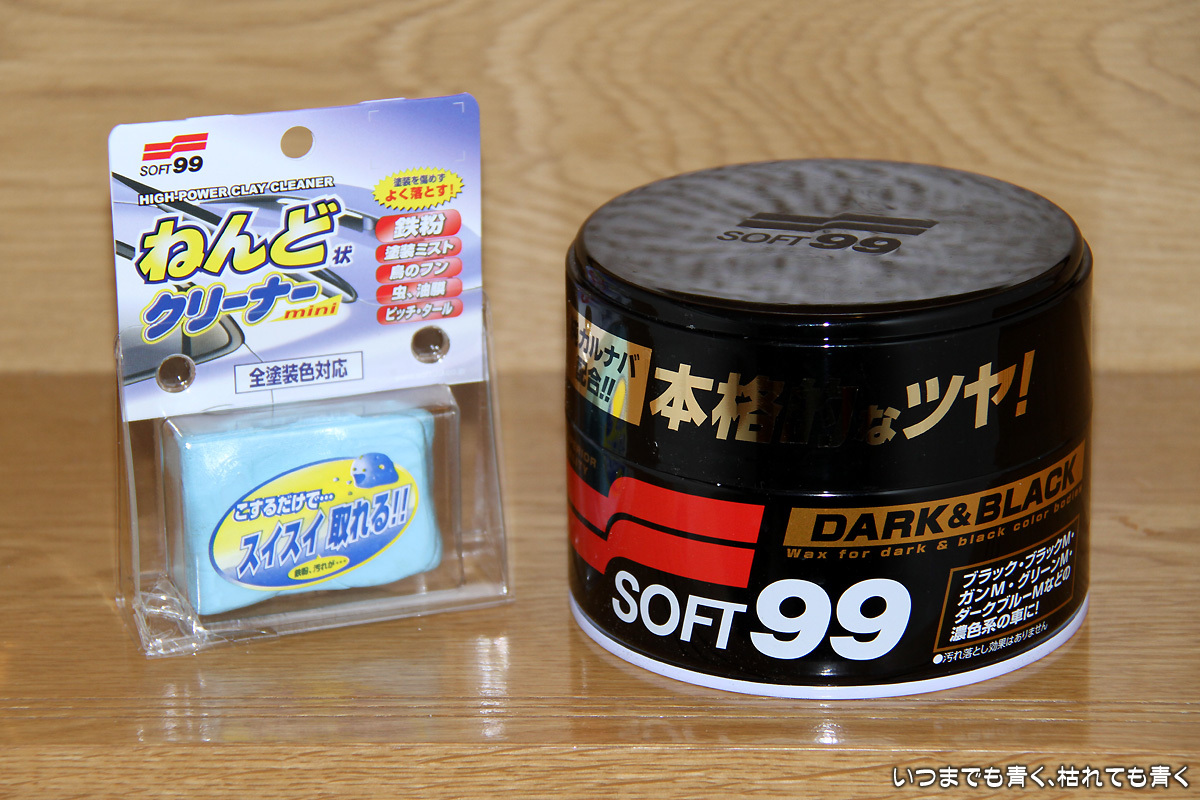 SOFT99
HIGH-POWER CLAY CLEANER
ねんど状
クリーナー
mini
塗装を傷めず
よく落とす!
鉄粉
塗装ミスト
鳥のフン
虫、油膜
ピッチ・タール
全塗装色対応
こするだけで…
スイスイ取れる!!
鉄粉、汚れが…
SOFT99
カルナバ
配合!!
本格的なツヤ!
DARK&BLACK
Wax for dark & black color bodies
SOFT99
ブラック・ブラックM・
ガンM・グリーンM・
ダークブルーMなどの
濃色系の車に!
●汚れ落とし効果はありません
いつまでも青く、枯れても青く